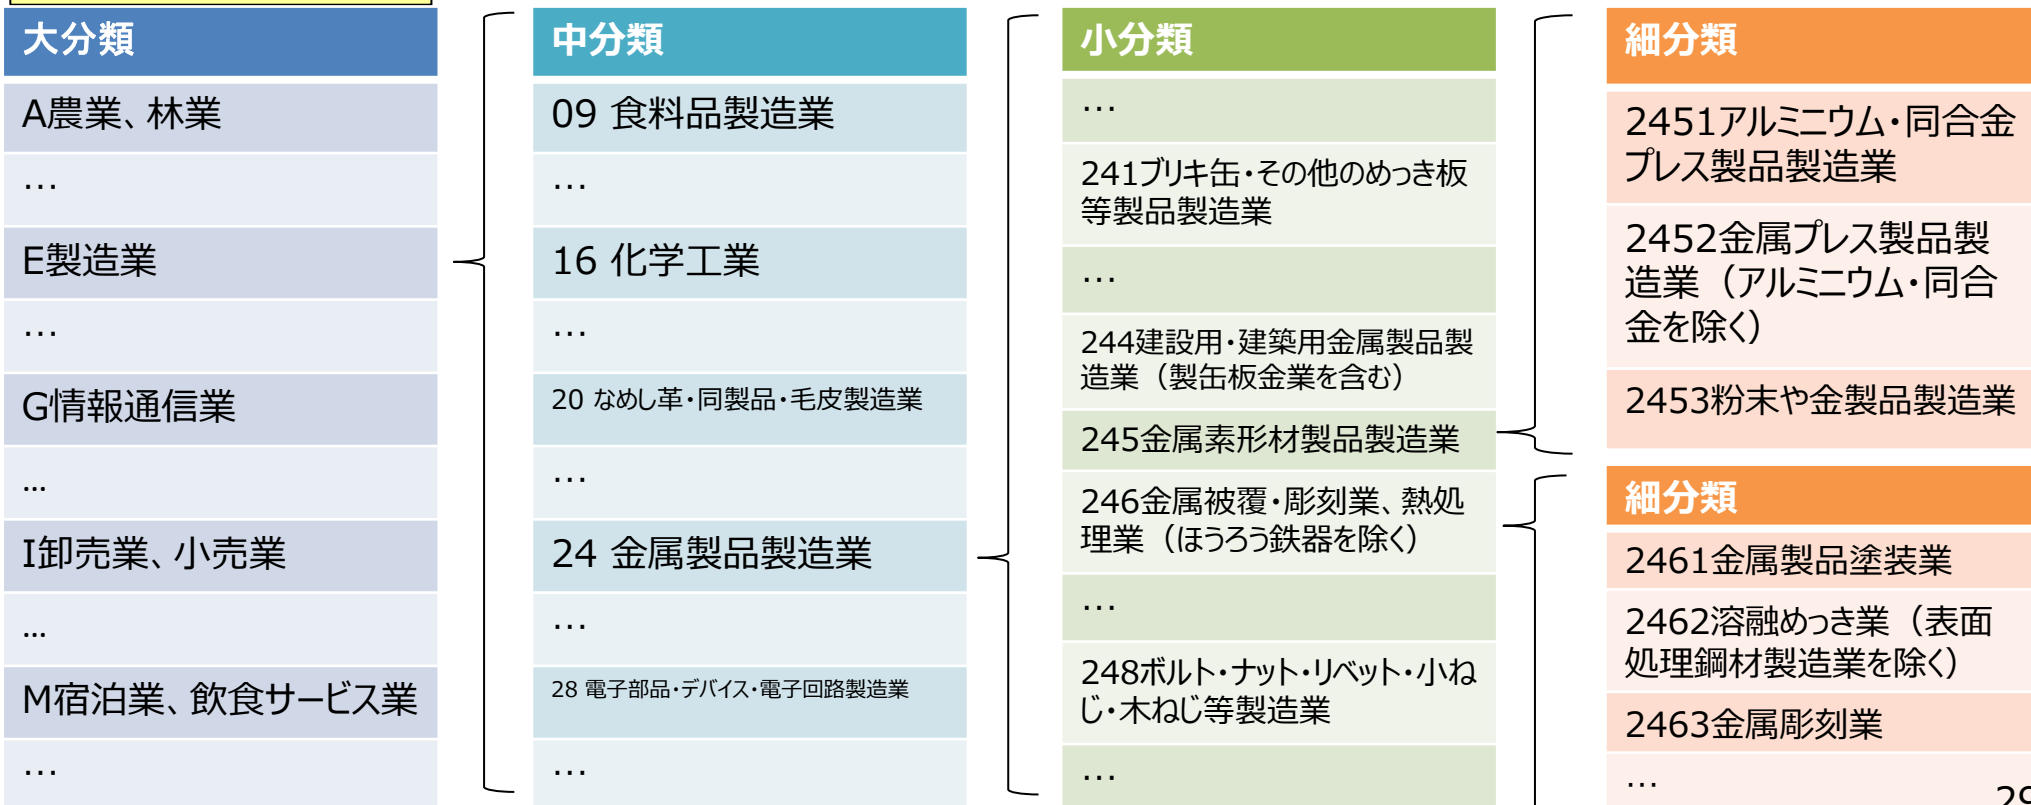 大分類
A農業、林業
…
E製造業
…
G情報通信業
…
I卸売業、小売業
…
M宿泊業、飲食サービス業
…
中分類
09 食料品製造業
…
16 化学工業
…
20 なめし革・同製品・毛皮製造業
…
24 金属製品製造業
…
28 電子部品・デバイス・電子回路製造業
…
小分類
…
241ブリキ缶・その他のめっき板
等製品製造業
…
244建設用・建築用金属製品製
造業（製缶板金業を含む）
245金属素形材製品製造業
246金属被覆・彫刻業、熱処
理業（ほうろう鉄器を除く）
…
248ボルト・ナット・リベット・小ね
じ・木ねじ等製造業
…
細分類
2451アルミニウム・同合金
プレス製品製造業
2452金属プレス製品製
造業（アルミニウム・同合
金を除く）
2453粉末や金製品製造業
細分類
2461金属製品塗装業
2462溶融めっき業（表面
処理鋼材製造業を除く）
2463金属彫刻業
…